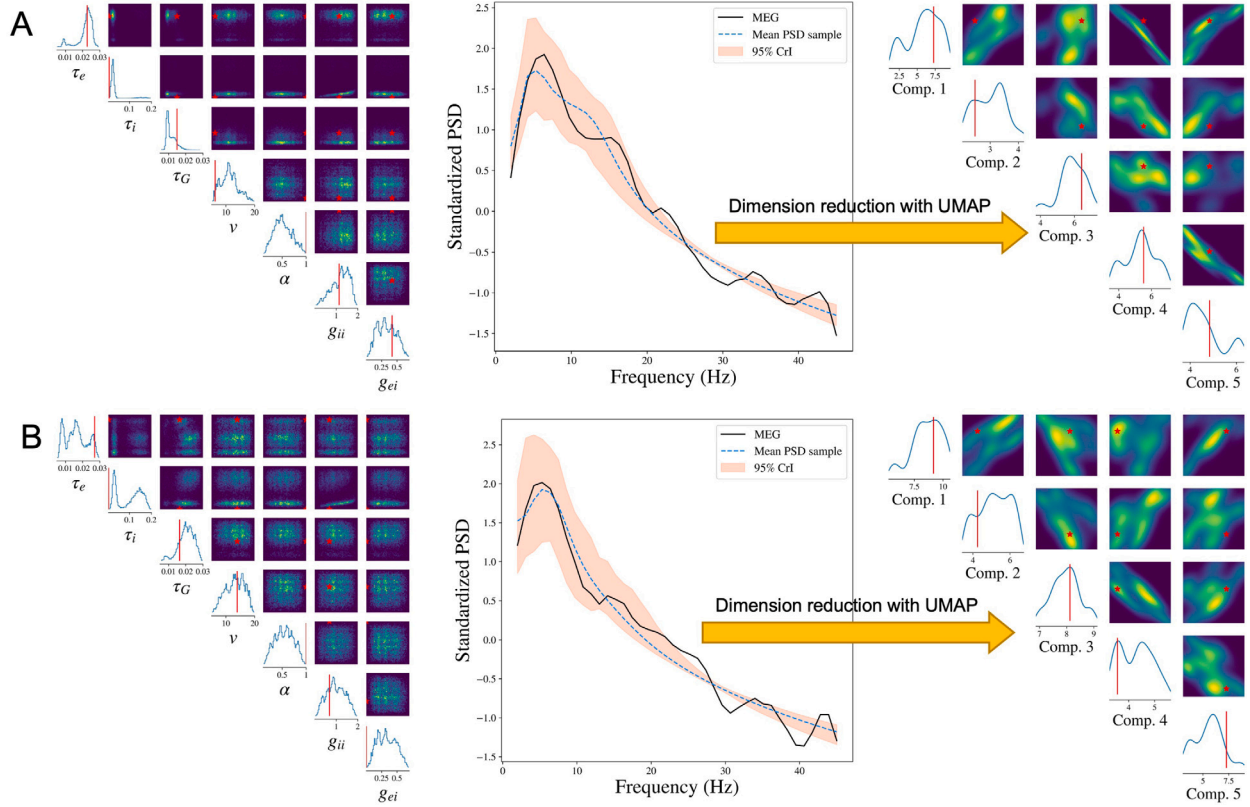 A
0.01 0.02 0.03
τe
0.1 0.2
τi
0.01 0.02 0.03
τG
10 20
v
0.5 1
α
1 2
gii
0.25 0.5
gei
Standardized PSD
2.5
2.0
1.5
1.0
0.5
0.0
-0.5
-1.0
-1.5
0 10 20 30 40
Frequency (Hz)
MEG
Mean PSD sample
95% CrI
Dimension reduction with UMAP
2.5 5 7.5
Comp. 1
3 4
Comp. 2
4 6
Comp. 3
4 6
Comp. 4
4 6
Comp. 5
B
0.01 0.02 0.03
τe
0.1 0.2
τi
0.01 0.02 0.03
τG
10 20
v
0.5 1
α
1 2
gii
0.25 0.5
gei
Standardized PSD
2.5
2.0
1.5
1.0
0.5
0.0
-0.5
-1.0
-1.5
0 10 20 30 40
Frequency (Hz)
MEG
Mean PSD sample
95% CrI
Dimension reduction with UMAP
7.5 10
Comp. 1
4 6
Comp. 2
7 8 9
Comp. 3
4 5
Comp. 4
5 7.5
Comp. 5